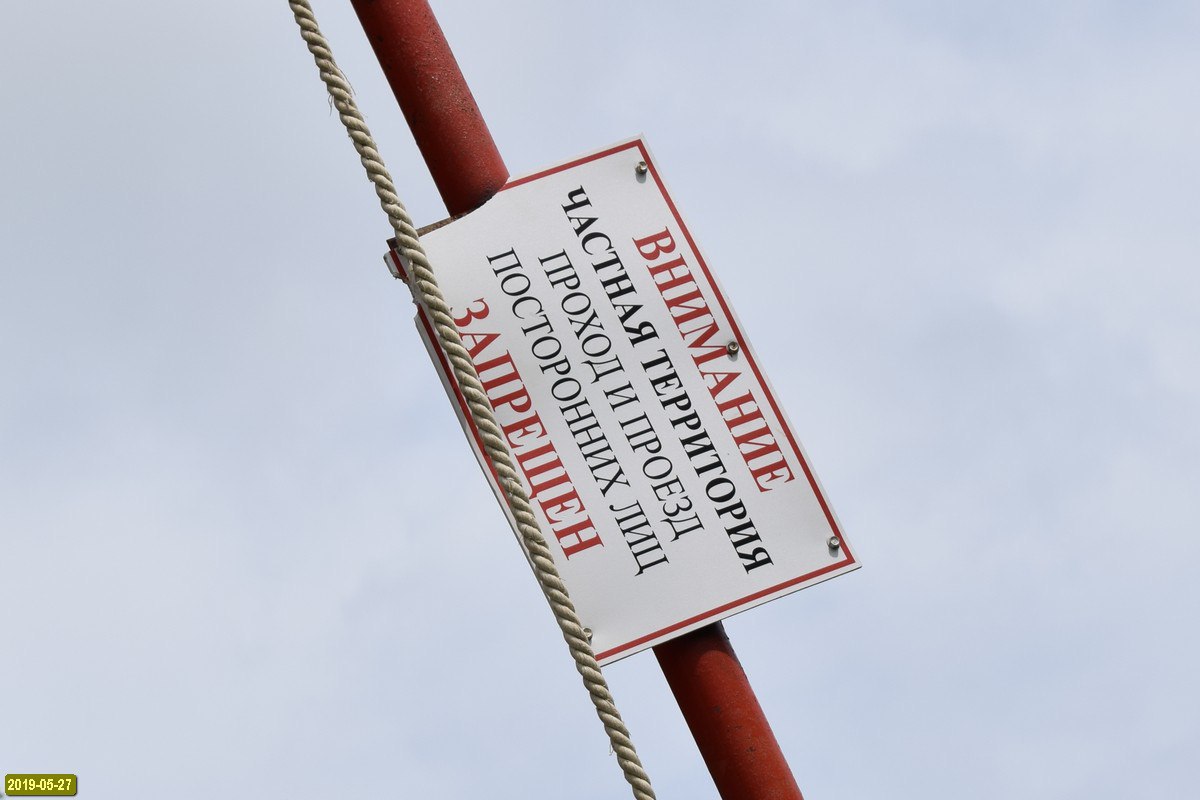 ВНИМАНИЕ
ЧАСТНАЯ ТЕРРИТОРИЯ
ПРОХОД И ПРОЕЗД
ПОСТОРОННИХ ЛИЦ
ЗАПРЕЩЕН
2019-05-27